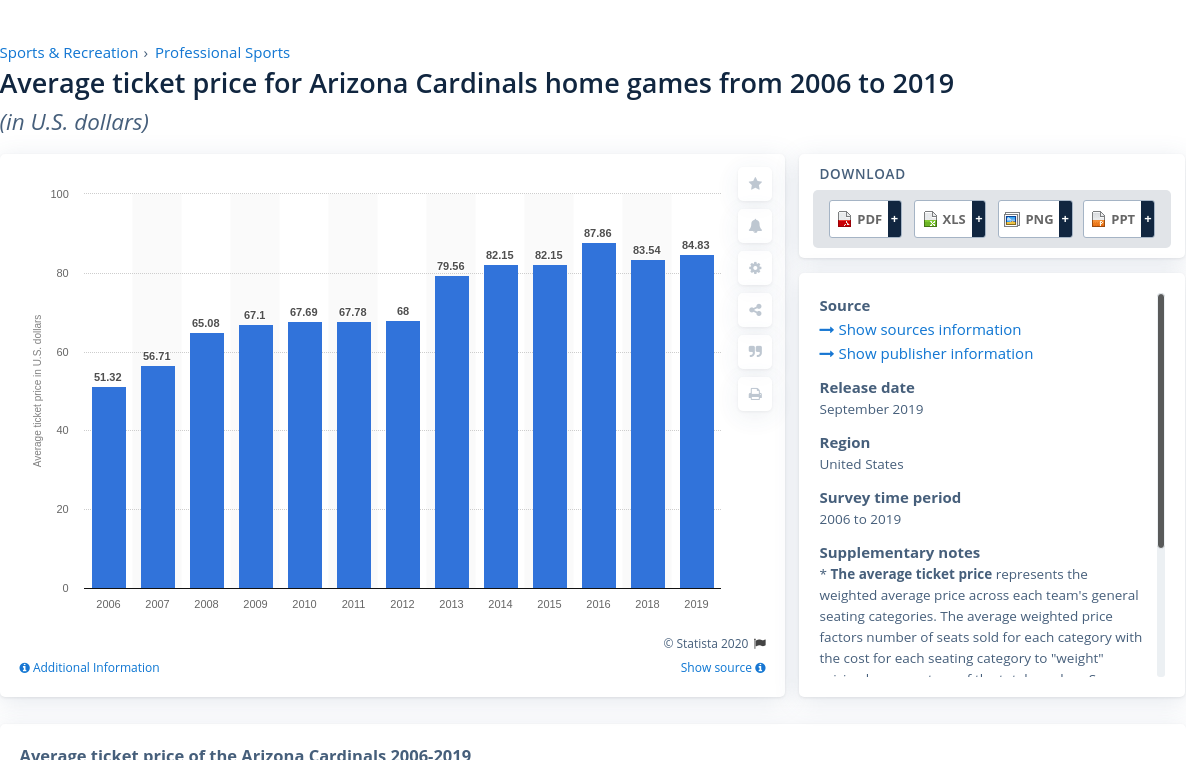 Sports & Recreation › Professional Sports
Average ticket price for Arizona Cardinals home games from 2006 to 2019
(in U.S. dollars)
100
80
60
40
20
0
Average ticket price in U.S. dollars
51.32
56.71
65.08
67.1
67.69
67.78
68
79.56
82.15
82.15
87.86
83.54
84.83
2006 2007 2008 2009 2010 2011 2012 2013 2014 2015 2016 2018 2019
© Statista 2020
Additional Information
Show source
DOWNLOAD
PDF + XLS + PNG + PPT +
Source
Show sources information
Show publisher information
Release date
September 2019
Region
United States
Survey time period
2006 to 2019
Supplementary notes
* The average ticket price represents the
weighted average price across each team's general
seating categories. The average weighted price
factors number of seats sold for each category with
the cost for each seating category to "weight"
Average ticket price of the Arizona Cardinals 2006-2019